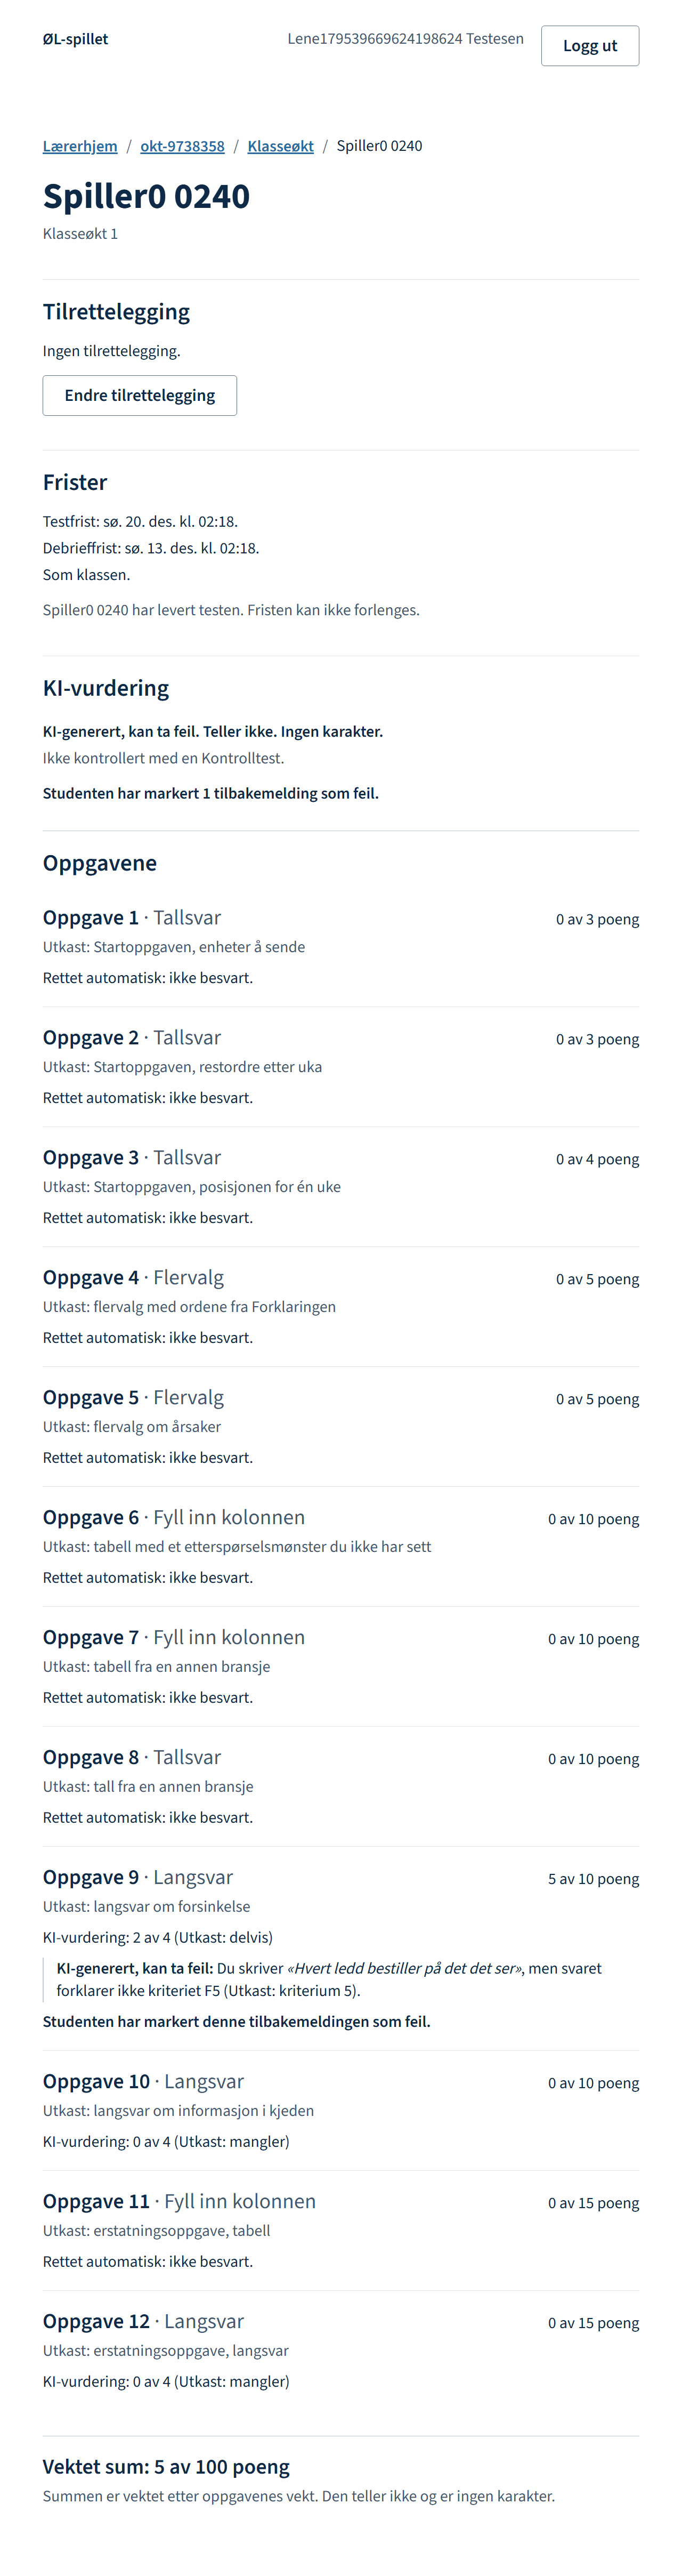 ØL-spillet
Lene179539669624198624 Testesen
Logg ut
Lærerhjem / okt-9738358 / Klasseøkt / Spiller0 0240
Spiller0 0240
Klasseøkt 1
Tilrettelegging
Ingen tilrettelegging.
Endre tilrettelegging
Frister
Testfrist: sø. 20. des. kl. 02:18.
Debrieffrist: sø. 13. des. kl. 02:18.
Som klassen.
Spiller0 0240 har levert testen. Fristen kan ikke forlenges.
KI-vurdering
KI-generert, kan ta feil. Teller ikke. Ingen karakter.
Ikke kontrollert med en Kontrolltest.
Studenten har markert 1 tilbakemelding som feil.
Oppgavene
Oppgave 1 · Tallsvar
0 av 3 poeng
Utkast: Startoppgaven, enheter å sende
Rettet automatisk: ikke besvart.
Oppgave 2 · Tallsvar
0 av 3 poeng
Utkast: Startoppgaven, restordre etter uka
Rettet automatisk: ikke besvart.
Oppgave 3 · Tallsvar
0 av 4 poeng
Utkast: Startoppgaven, posisjonen for én uke
Rettet automatisk: ikke besvart.
Oppgave 4 · Flervalg
0 av 5 poeng
Utkast: flervalg med ordene fra Forklaringen
Rettet automatisk: ikke besvart.
Oppgave 5 · Flervalg
0 av 5 poeng
Utkast: flervalg om årsaker
Rettet automatisk: ikke besvart.
Oppgave 6 · Fyll inn kolonnen
0 av 10 poeng
Utkast: tabell med et etterspørselsmønster du ikke har sett
Rettet automatisk: ikke besvart.
Oppgave 7 · Fyll inn kolonnen
0 av 10 poeng
Utkast: tabell fra en annen bransje
Rettet automatisk: ikke besvart.
Oppgave 8 · Tallsvar
0 av 10 poeng
Utkast: tall fra en annen bransje
Rettet automatisk: ikke besvart.
Oppgave 9 · Langsvar
5 av 10 poeng
Utkast: langsvar om forsinkelse
KI-vurdering: 2 av 4 (Utkast: delvis)
KI-generert, kan ta feil: Du skriver «Hvert ledd bestiller på det det ser», men svaret
forklarer ikke kriteriet F5 (Utkast: kriterium 5).
Studenten har markert denne tilbakemeldingen som feil.
Oppgave 10 · Langsvar
0 av 10 poeng
Utkast: langsvar om informasjon i kjeden
KI-vurdering: 0 av 4 (Utkast: mangler)
Oppgave 11 · Fyll inn kolonnen
0 av 15 poeng
Utkast: erstatningsoppgave, tabell
Rettet automatisk: ikke besvart.
Oppgave 12 · Langsvar
0 av 15 poeng
Utkast: erstatningsoppgave, langsvar
KI-vurdering: 0 av 4 (Utkast: mangler)
Vektet sum: 5 av 100 poeng
Summen er vektet etter oppgavenes vekt. Den teller ikke og er ingen karakter.